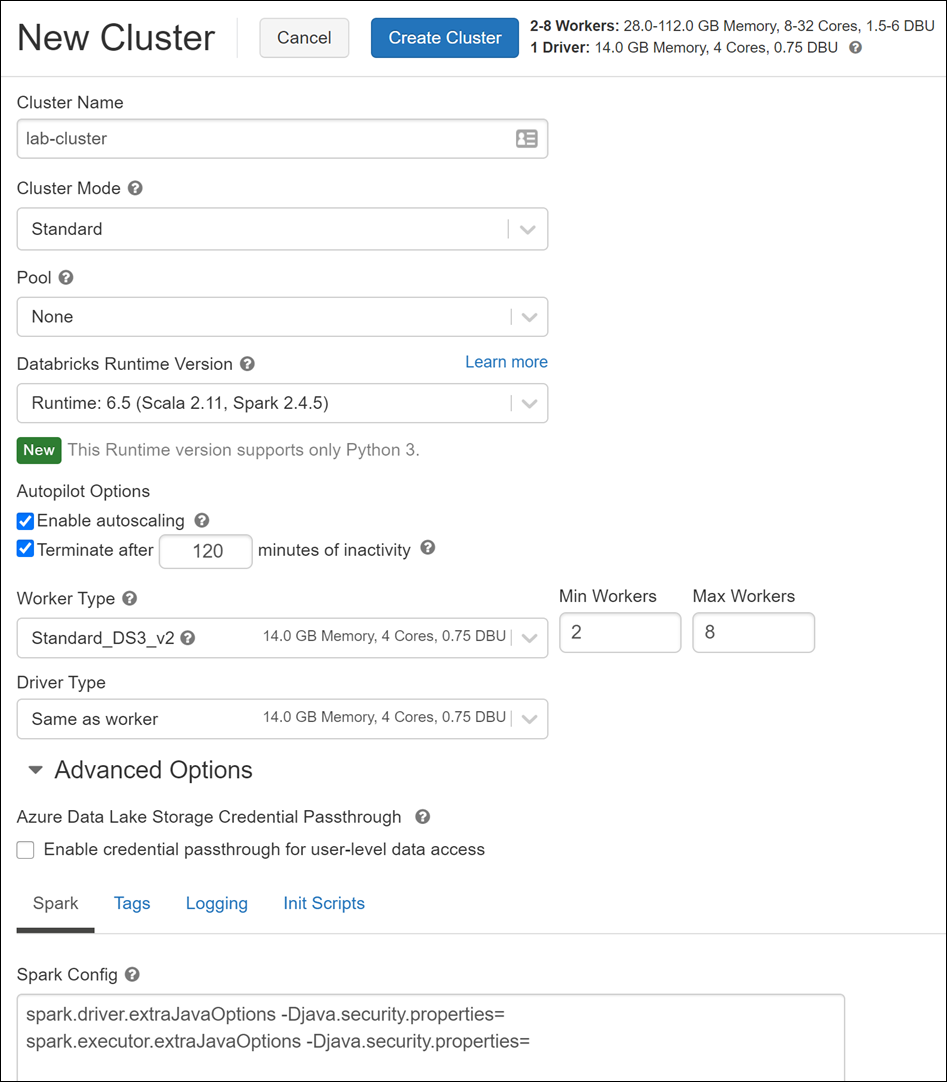 New Cluster
Cancel
Create Cluster
2-8 Workers: 28.0-112.0 GB Memory, 8-32 Cores, 1.5-6 DBU
1 Driver: 14.0 GB Memory, 4 Cores, 0.75 DBU ?
Cluster Name
lab-cluster
Cluster Mode ?
Standard
Pool ?
None
Databricks Runtime Version ? Learn more
Runtime: 6.5 (Scala 2.11, Spark 2.4.5)
New This Runtime version supports only Python 3.
Autopilot Options
Enable autoscaling ?
Terminate after 120 minutes of inactivity ?
Worker Type ? Min Workers Max Workers
Standard_DS3_v2 ? 14.0 GB Memory, 4 Cores, 0.75 DBU 2 8
Driver Type
Same as worker 14.0 GB Memory, 4 Cores, 0.75 DBU
Advanced Options
Azure Data Lake Storage Credential Passthrough ?
Enable credential passthrough for user-level data access
Spark Tags Logging Init Scripts
Spark Config ?
spark.driver.extraJavaOptions -Djava.security.properties=
spark.executor.extraJavaOptions -Djava.security.properties=